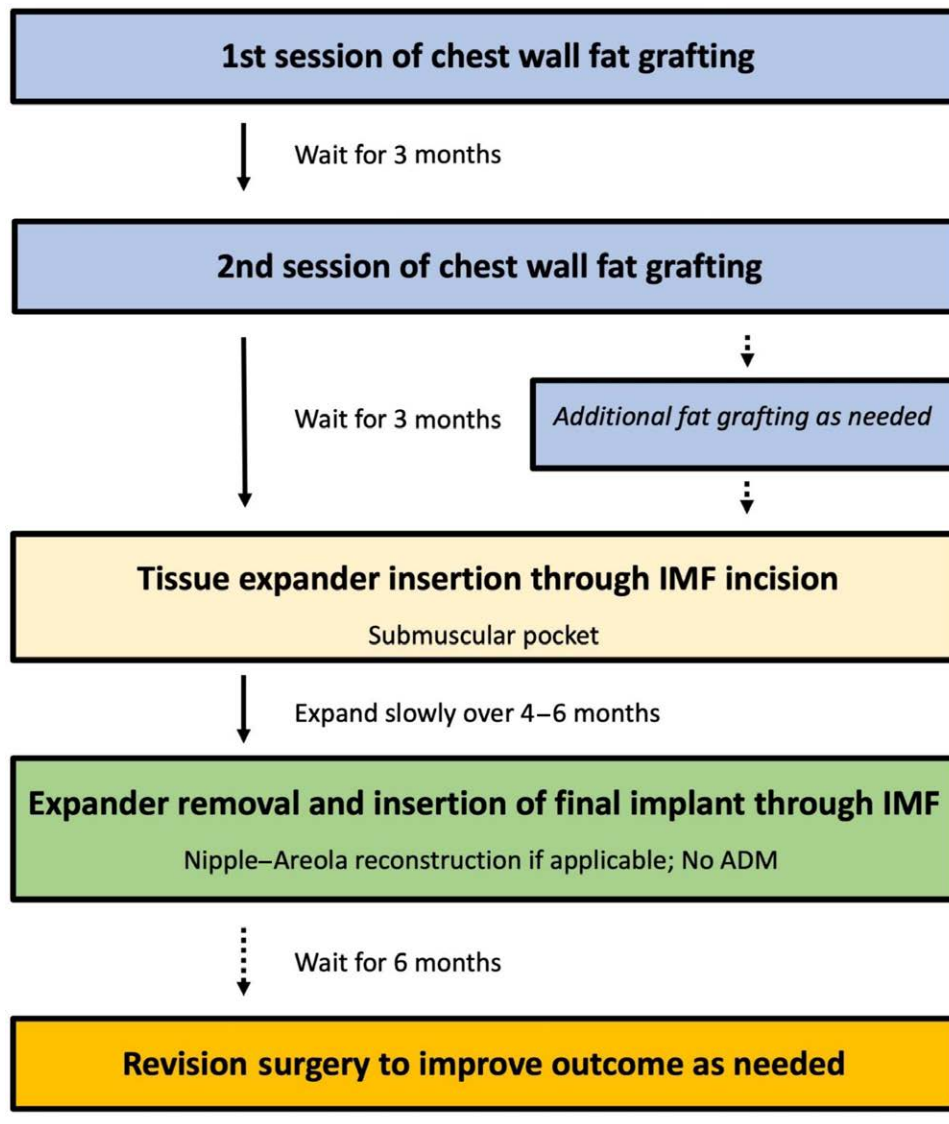 1st session of chest wall fat grafting
Wait for 3 months
2nd session of chest wall fat grafting
Wait for 3 months
Additional fat grafting as needed
Tissue expander insertion through IMF incision
Submuscular pocket
Expand slowly over 4–6 months
Expander removal and insertion of final implant through IMF
Nipple–Areola reconstruction if applicable; No ADM
Wait for 6 months
Revision surgery to improve outcome as needed